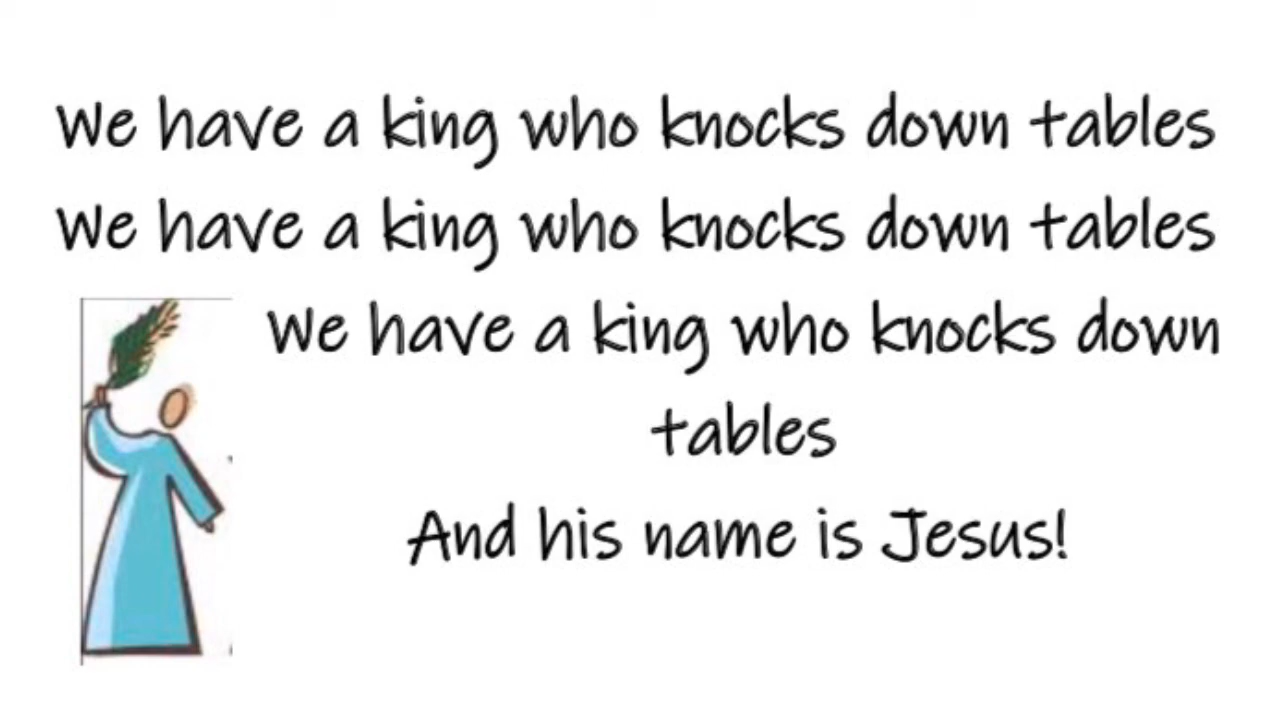 We have a king who knocks down tables
We have a king who knocks down tables
We have a king who knocks down
tables
And his name is Jesus!